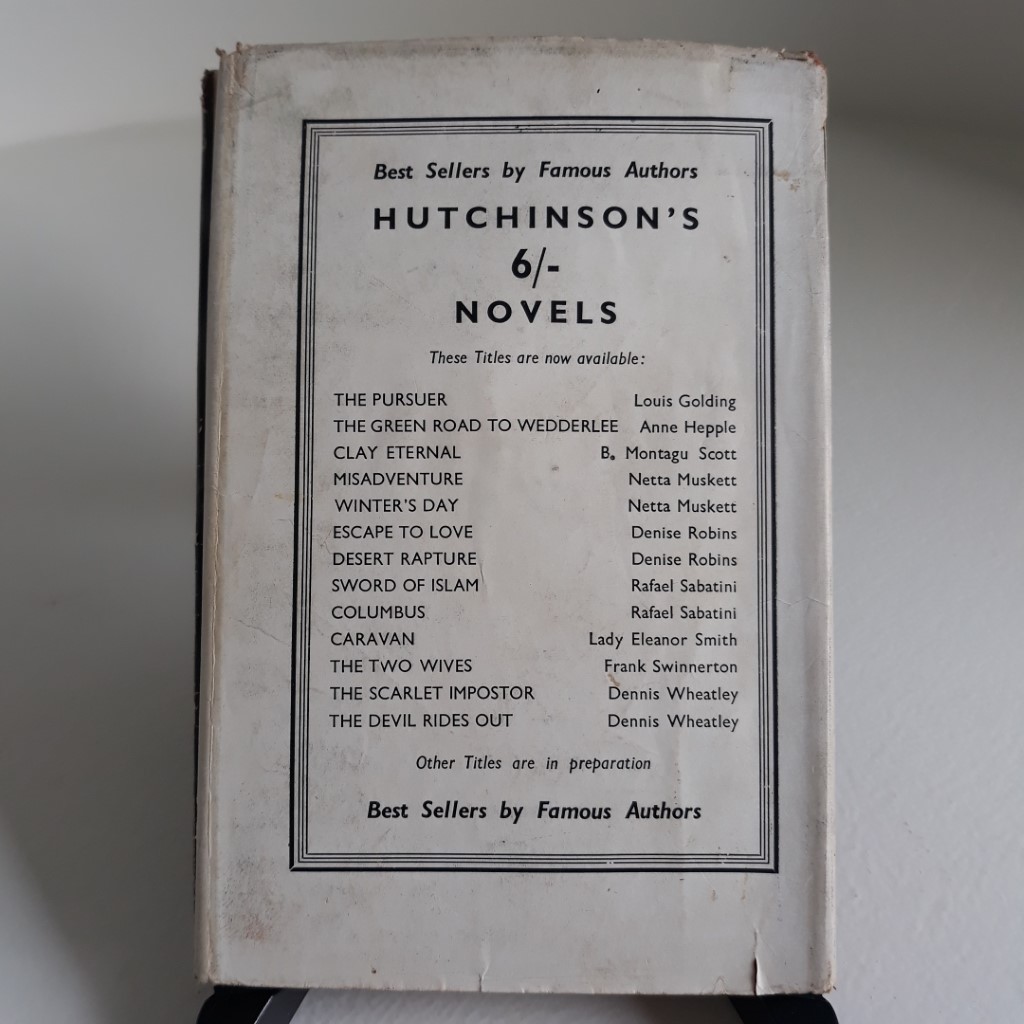 Best Sellers by Famous Authors
HUTCHINSON'S
6/-
NOVELS
These Titles are now available:
THE PURSUER Louis Golding
THE GREEN ROAD TO WEDDERLEE Anne Hepple
CLAY ETERNAL B. Montagu Scott
MISADVENTURE Netta Muskett
WINTER'S DAY Netta Muskett
ESCAPE TO LOVE Denise Robins
DESERT RAPTURE Denise Robins
SWORD OF ISLAM Rafael Sabatini
COLUMBUS Rafael Sabatini
CARAVAN Lady Eleanor Smith
THE TWO WIVES Frank Swinnerton
THE SCARLET IMPOSTOR Dennis Wheatley
THE DEVIL RIDES OUT Dennis Wheatley
Other Titles are in preparation
Best Sellers by Famous Authors